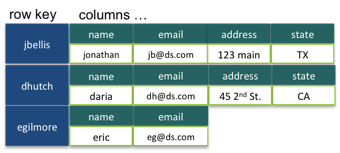 row key columns …
name email address state
jbellis
jonathan jb@ds.com 123 main TX
name email address state
dhutch
daria dh@ds.com 45 2nd St. CA
name email
egilmore
eric eg@ds.com